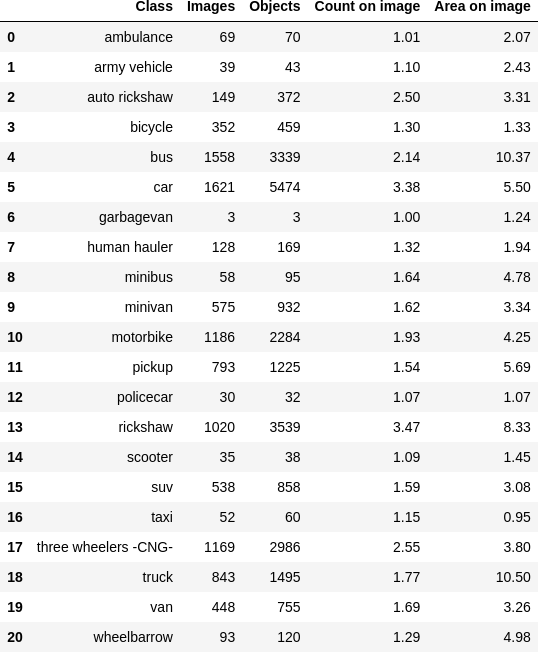 Class Images Objects Count on image Area on image
0 ambulance 69 70 1.01 2.07
1 army vehicle 39 43 1.10 2.43
2 auto rickshaw 149 372 2.50 3.31
3 bicycle 352 459 1.30 1.33
4 bus 1558 3339 2.14 10.37
5 car 1621 5474 3.38 5.50
6 garbagevan 3 3 1.00 1.24
7 human hauler 128 169 1.32 1.94
8 minibus 58 95 1.64 4.78
9 minivan 575 932 1.62 3.34
10 motorbike 1186 2284 1.93 4.25
11 pickup 793 1225 1.54 5.69
12 policecar 30 32 1.07 1.07
13 rickshaw 1020 3539 3.47 8.33
14 scooter 35 38 1.09 1.45
15 suv 538 858 1.59 3.08
16 taxi 52 60 1.15 0.95
17 three wheelers -CNG- 1169 2986 2.55 3.80
18 truck 843 1495 1.77 10.50
19 van 448 755 1.69 3.26
20 wheelbarrow 93 120 1.29 4.98